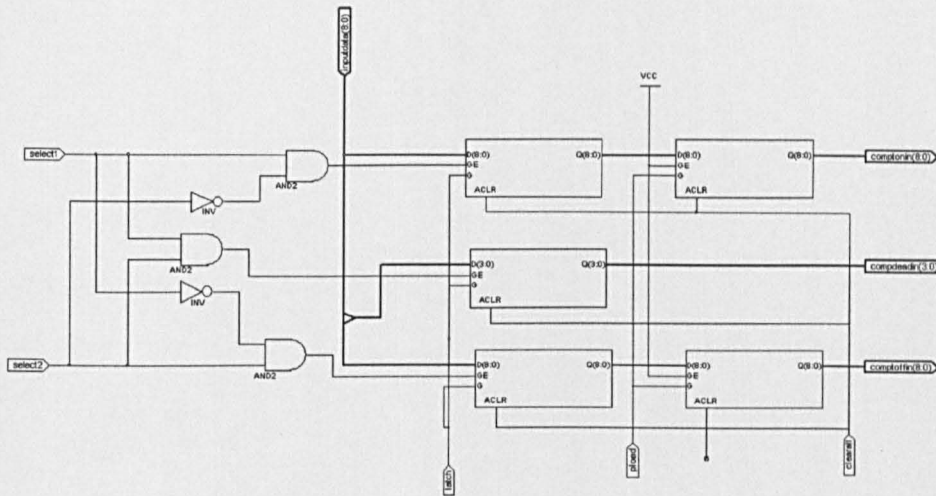 inputdata(8:0)
VCC
select1
AND2
D(8:0)
Q(8:0)
GE
G
ACLR
D(8:0)
Q(8:0)
GE
G
ACLR
comptonin(8:0)
INV
AND2
D(3:0)
Q(3:0)
GE
G
ACLR
compdeadin(3:0)
INV
select2
AND2
D(8:0)
Q(8:0)
GE
G
ACLR
D(8:0)
Q(8:0)
GE
G
ACLR
comptoffin(8:0)
latch
pload
clearall